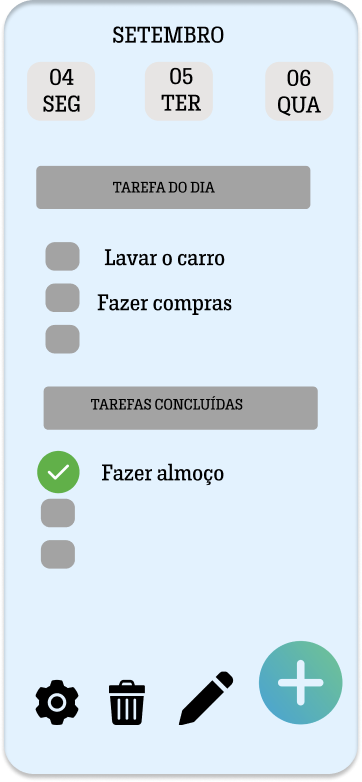 SETEMBRO
04 05 06
SEG TER QUA
TAREFA DO DIA
Lavar o carro
Fazer compras
TAREFAS CONCLUÍDAS
Fazer almoço